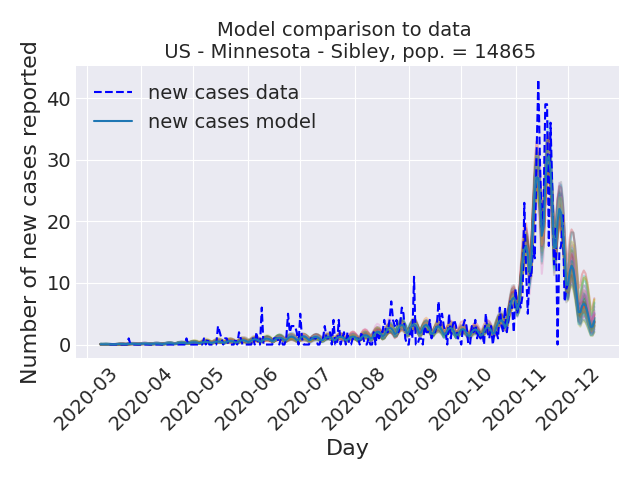 Model comparison to data
US - Minnesota - Sibley, pop. = 14865
Number of new cases reported
40
30
20
10
0
new cases data
new cases model
2020-03
2020-04
2020-05
2020-06
2020-07
2020-08
2020-09
2020-10
2020-11
2020-12
Day